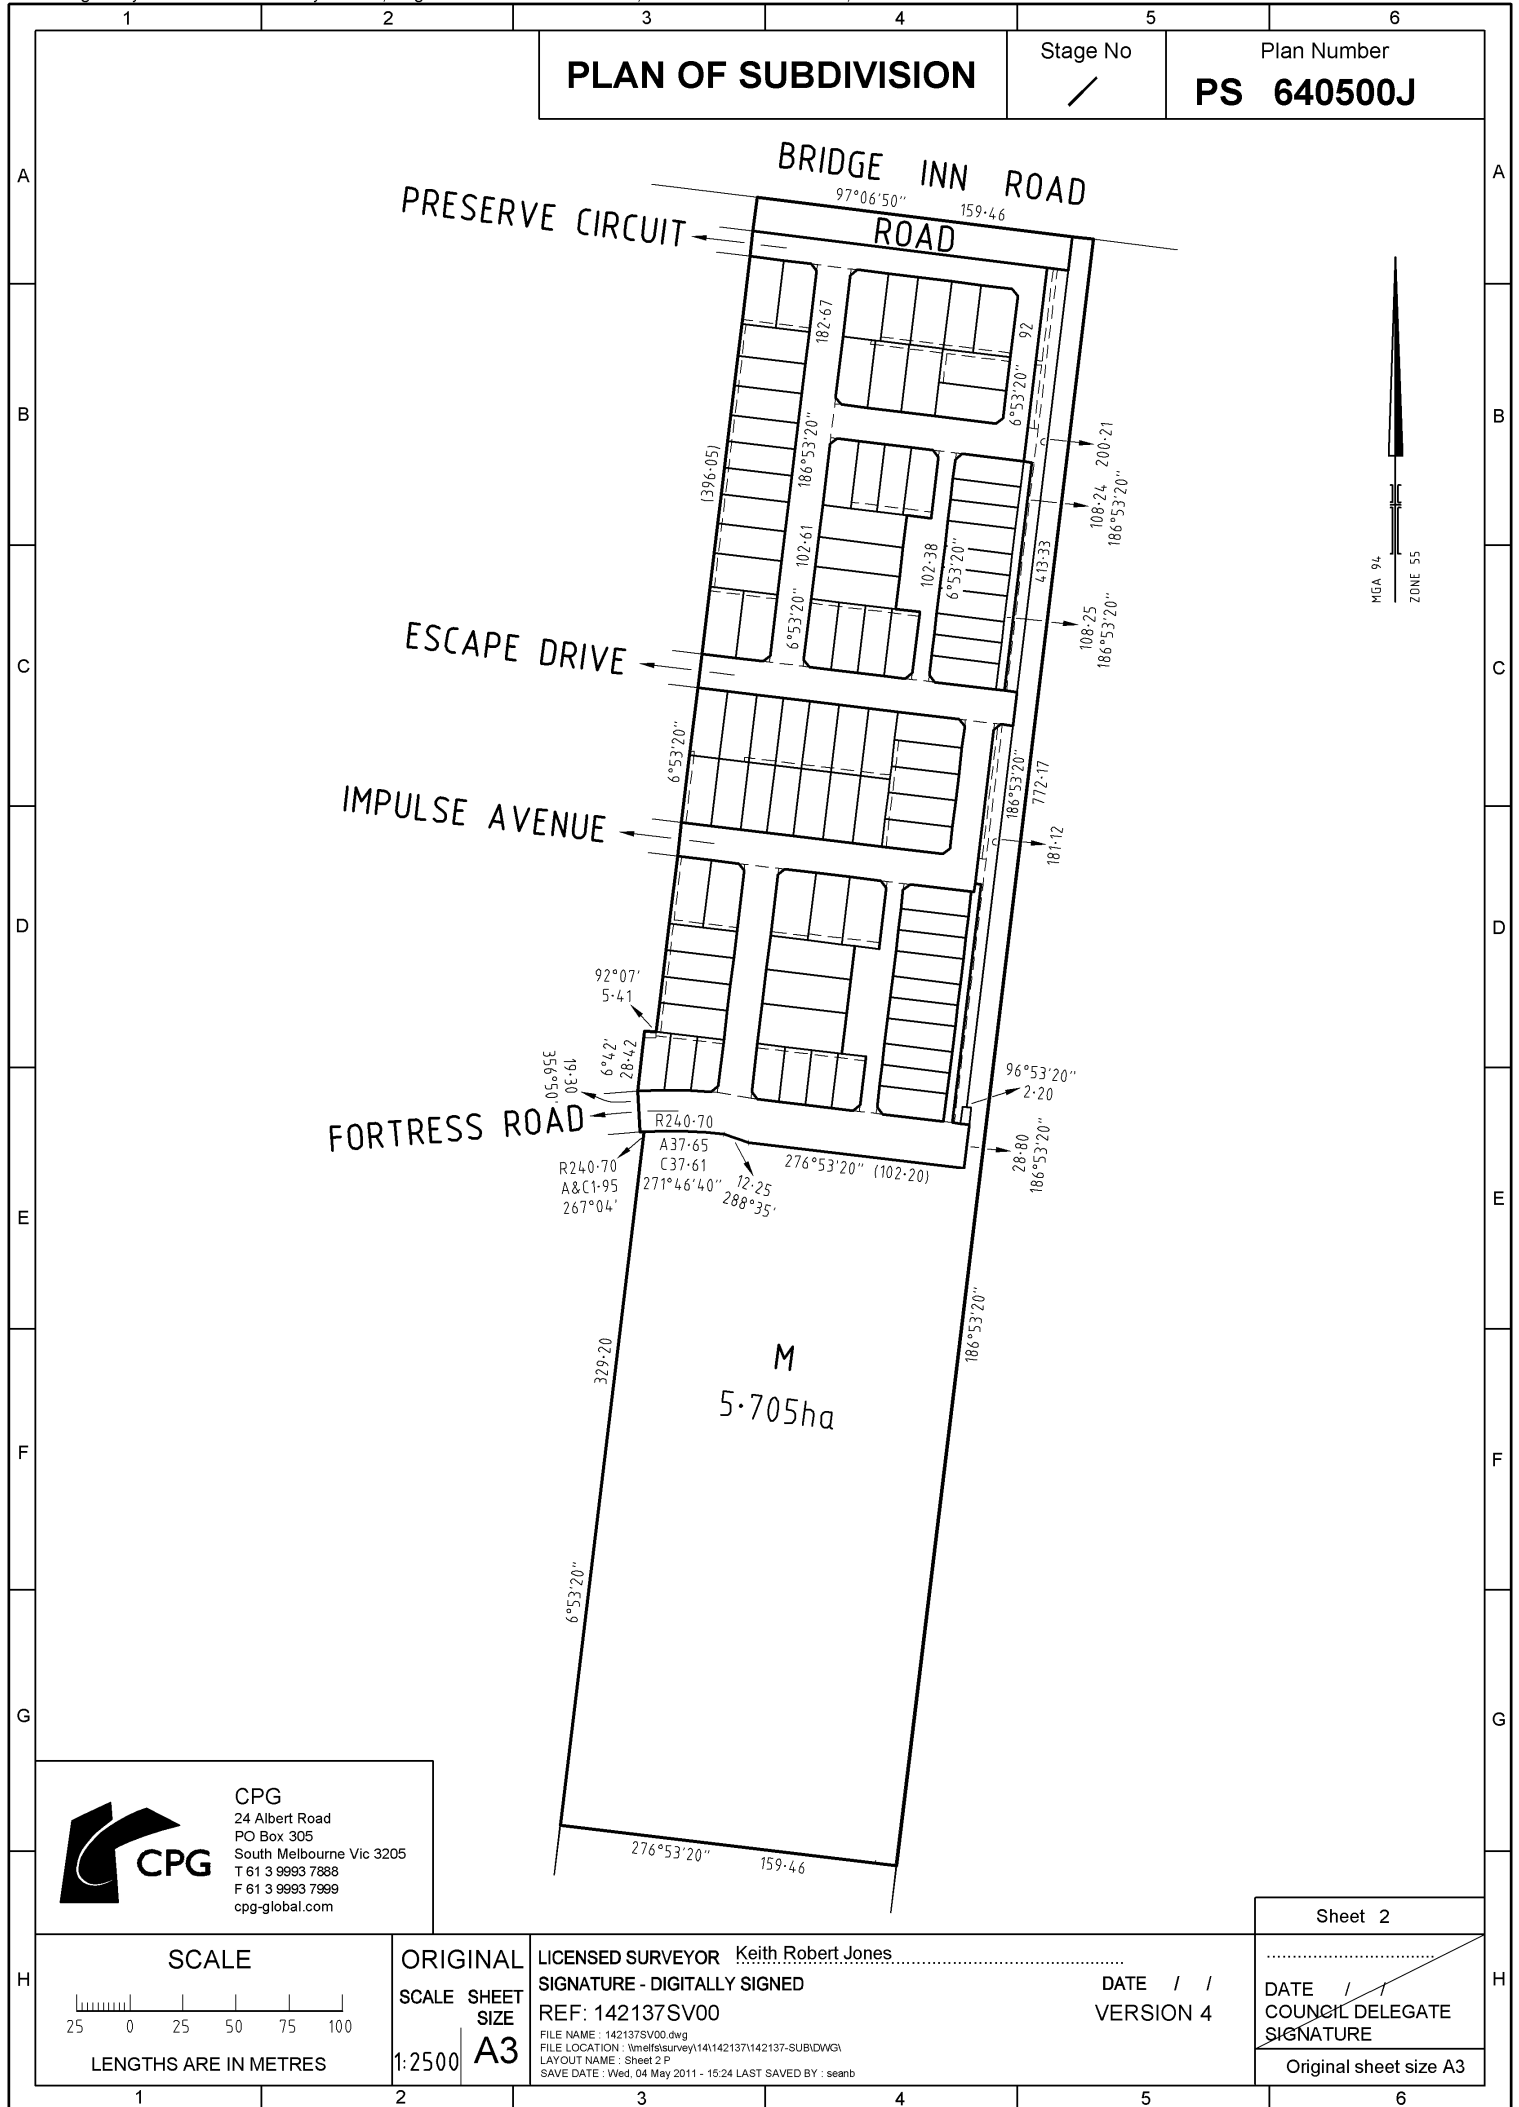 1 2 3 4 5 6
PLAN OF SUBDIVISION
Stage No
/
Plan Number
PS 640500J
A
A
B
B
C
C
D
D
E
E
F
F
G
G
H
H
BRIDGE INN ROAD
97°06'50" 159·46
ROAD
PRESERVE CIRCUIT
182·67
92
6°53'20"
186°53'20"
(396·05)
200·21
108·24
186°53'20"
102·61
6°53'20"
102·38
6°53'20"
413·33
108·25
186°53'20"
MGA 94
ZONE 55
ESCAPE DRIVE
6°53'20"
186°53'20"
772·17
181·12
IMPULSE AVENUE
92°07'
5·41
6°42'
28·42
19·30
356°50'
96°53'20"
2·20
FORTRESS ROAD
R240·70
A37·65
C37·61
271°46'40"
R240·70
A&C1·95
267°04'
12·25
288°35'
276°53'20" (102·20)
28·80
186°53'20"
329·20
M
5·705ha
186°53'20"
6°53'20"
276°53'20" 159·46
CPG
CPG
24 Albert Road
PO Box 305
South Melbourne Vic 3205
T 61 3 9993 7888
F 61 3 9993 7999
cpg-global.com
SCALE
25 0 25 50 75 100
LENGTHS ARE IN METRES
ORIGINAL
SCALE SHEET SIZE
1:2500 A3
LICENSED SURVEYOR Keith Robert Jones
SIGNATURE - DIGITALLY SIGNED DATE / /
REF: 142137SV00 VERSION 4
FILE NAME : 142137SV00.dwg
FILE LOCATION : \\melfs\survey\14\142137\142137-SUB\DWG\
LAYOUT NAME : Sheet 2 P
SAVE DATE : Wed, 04 May 2011 - 15:24 LAST SAVED BY : seanb
Sheet 2
DATE / /
COUNCIL DELEGATE
SIGNATURE
Original sheet size A3
1 2 3 4 5 6